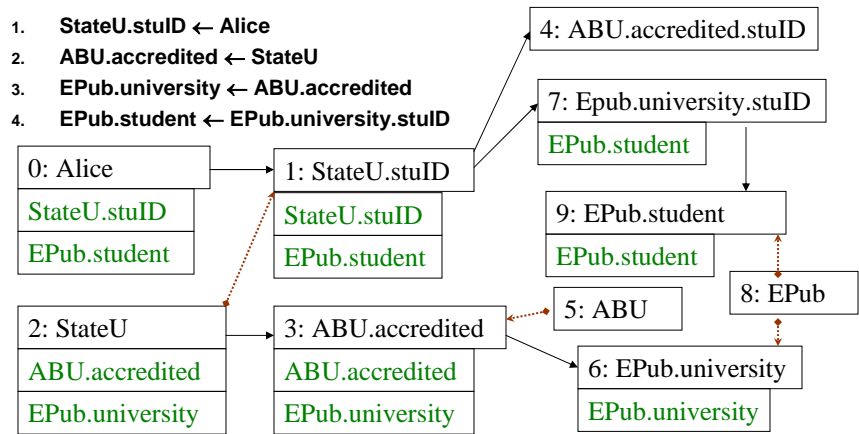 1. StateU.stuID ← Alice
2. ABU.accredited ← StateU
3. EPub.university ← ABU.accredited
4. EPub.student ← EPub.university.stuID
4: ABU.accredited.stuID
7: Epub.university.stuID
EPub.student
0: Alice
StateU.stuID
EPub.student
1: StateU.stuID
StateU.stuID
EPub.student
9: EPub.student
EPub.student
8: EPub
2: StateU
ABU.accredited
EPub.university
3: ABU.accredited
ABU.accredited
EPub.university
5: ABU
6: EPub.university
EPub.university